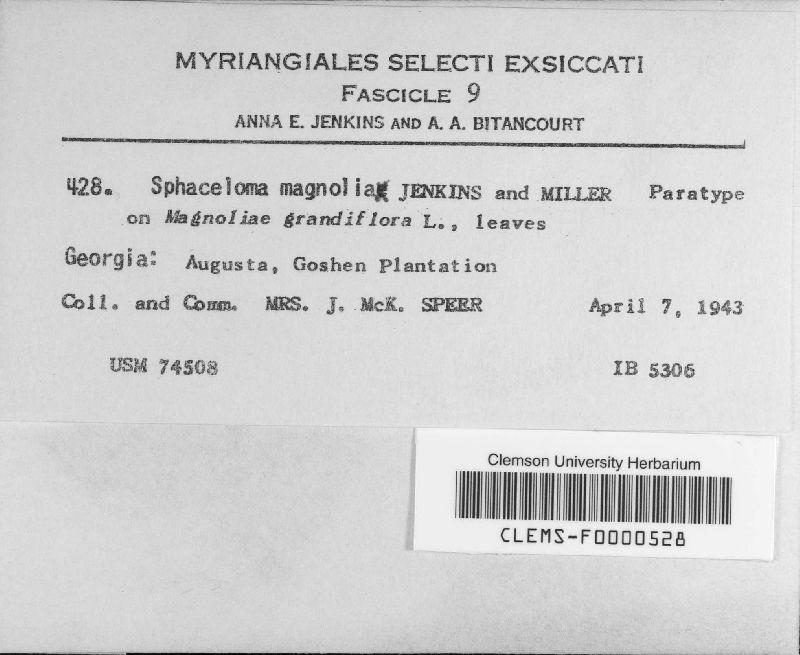 MYRIANGIALES SELECTI EXSICCATI
FASCICLE 9
ANNA E. JENKINS AND A. A. BITANCOURT
428. Sphaceloma magnoliae JENKINS and MILLER Paratype
on Magnoliae grandiflora L., leaves
Georgia: Augusta, Goshen Plantation
Coll. and Comm. MRS. J. McK. SPEER April 7, 1943
USM 74508 IB 5306
Clemson University Herbarium
CLEMS-F0000528